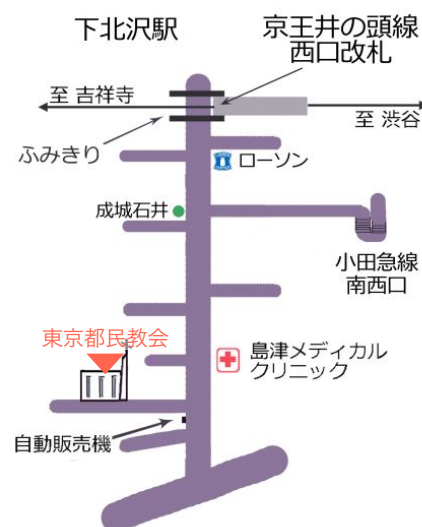 下北沢駅
京王井の頭線
西口改札
至 吉祥寺
至 渋谷
ふみきり
ローソン
成城石井
小田急線
南西口
東京都民教会
島津メディカル
クリニック
自動販売機